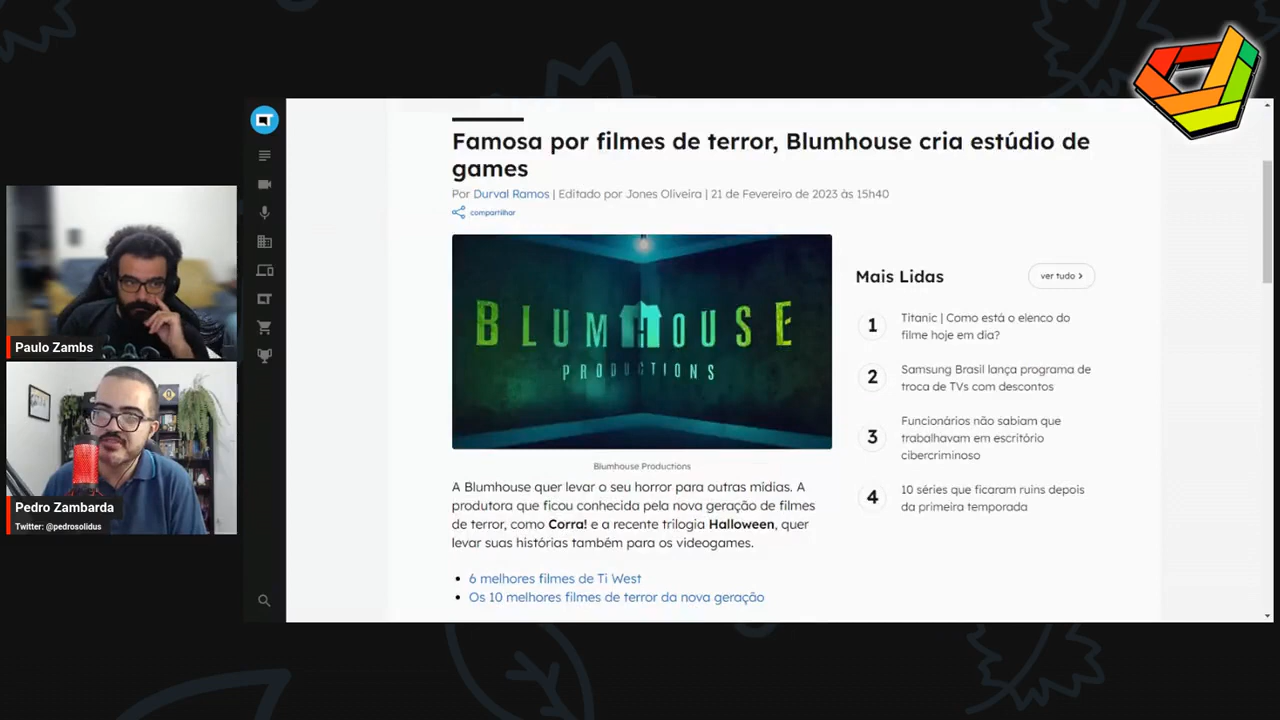 Famosa por filmes de terror, Blumhouse cria estúdio de
games
Por Durval Ramos | Editado por Jones Oliveira | 21 de Fevereiro de 2023 às 15h40
compartilhar
BLUMHOUSE
PRODUCTIONS
Blumhouse Productions
A Blumhouse quer levar o seu horror para outras mídias. A
produtora que ficou conhecida pela nova geração de filmes
de terror, como Corra! e a recente trilogia Halloween, quer
levar suas histórias também para os videogames.
6 melhores filmes de Ti West
Os 10 melhores filmes de terror da nova geração
Mais Lidas
ver tudo
1
Titanic | Como está o elenco do
filme hoje em dia?
2
Samsung Brasil lança programa de
troca de TVs com descontos
3
Funcionários não sabiam que
trabalhavam em escritório
cibercriminoso
4
10 séries que ficaram ruins depois
da primeira temporada
Paulo Zambs
Pedro Zambarda
Twitter: @pedrosolidus